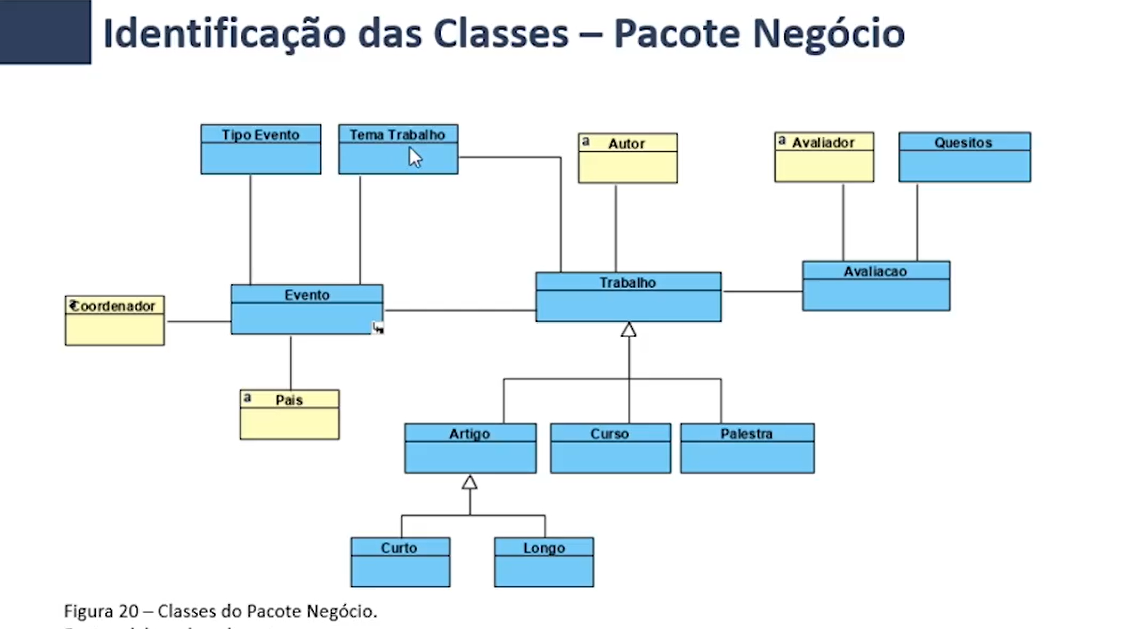 Identificação das Classes – Pacote Negócio
Tipo Evento
Tema Trabalho
a Autor
a Avaliador
Quesitos
Trabalho
Avaliacao
Evento
Coordenador
a Pais
Artigo
Curso
Palestra
Curto
Longo
Figura 20 – Classes do Pacote Negócio.